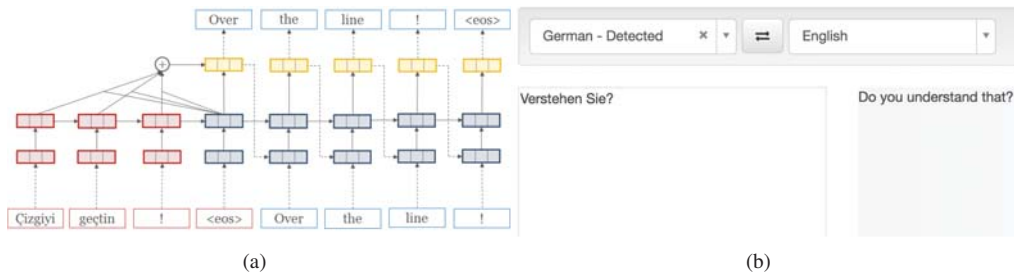 Over the line ! <eos>
+
Çizgiyi geçtin ! <eos> Over the line !
(a)
German - Detected × English
Verstehen Sie? Do you understand that?
(b)